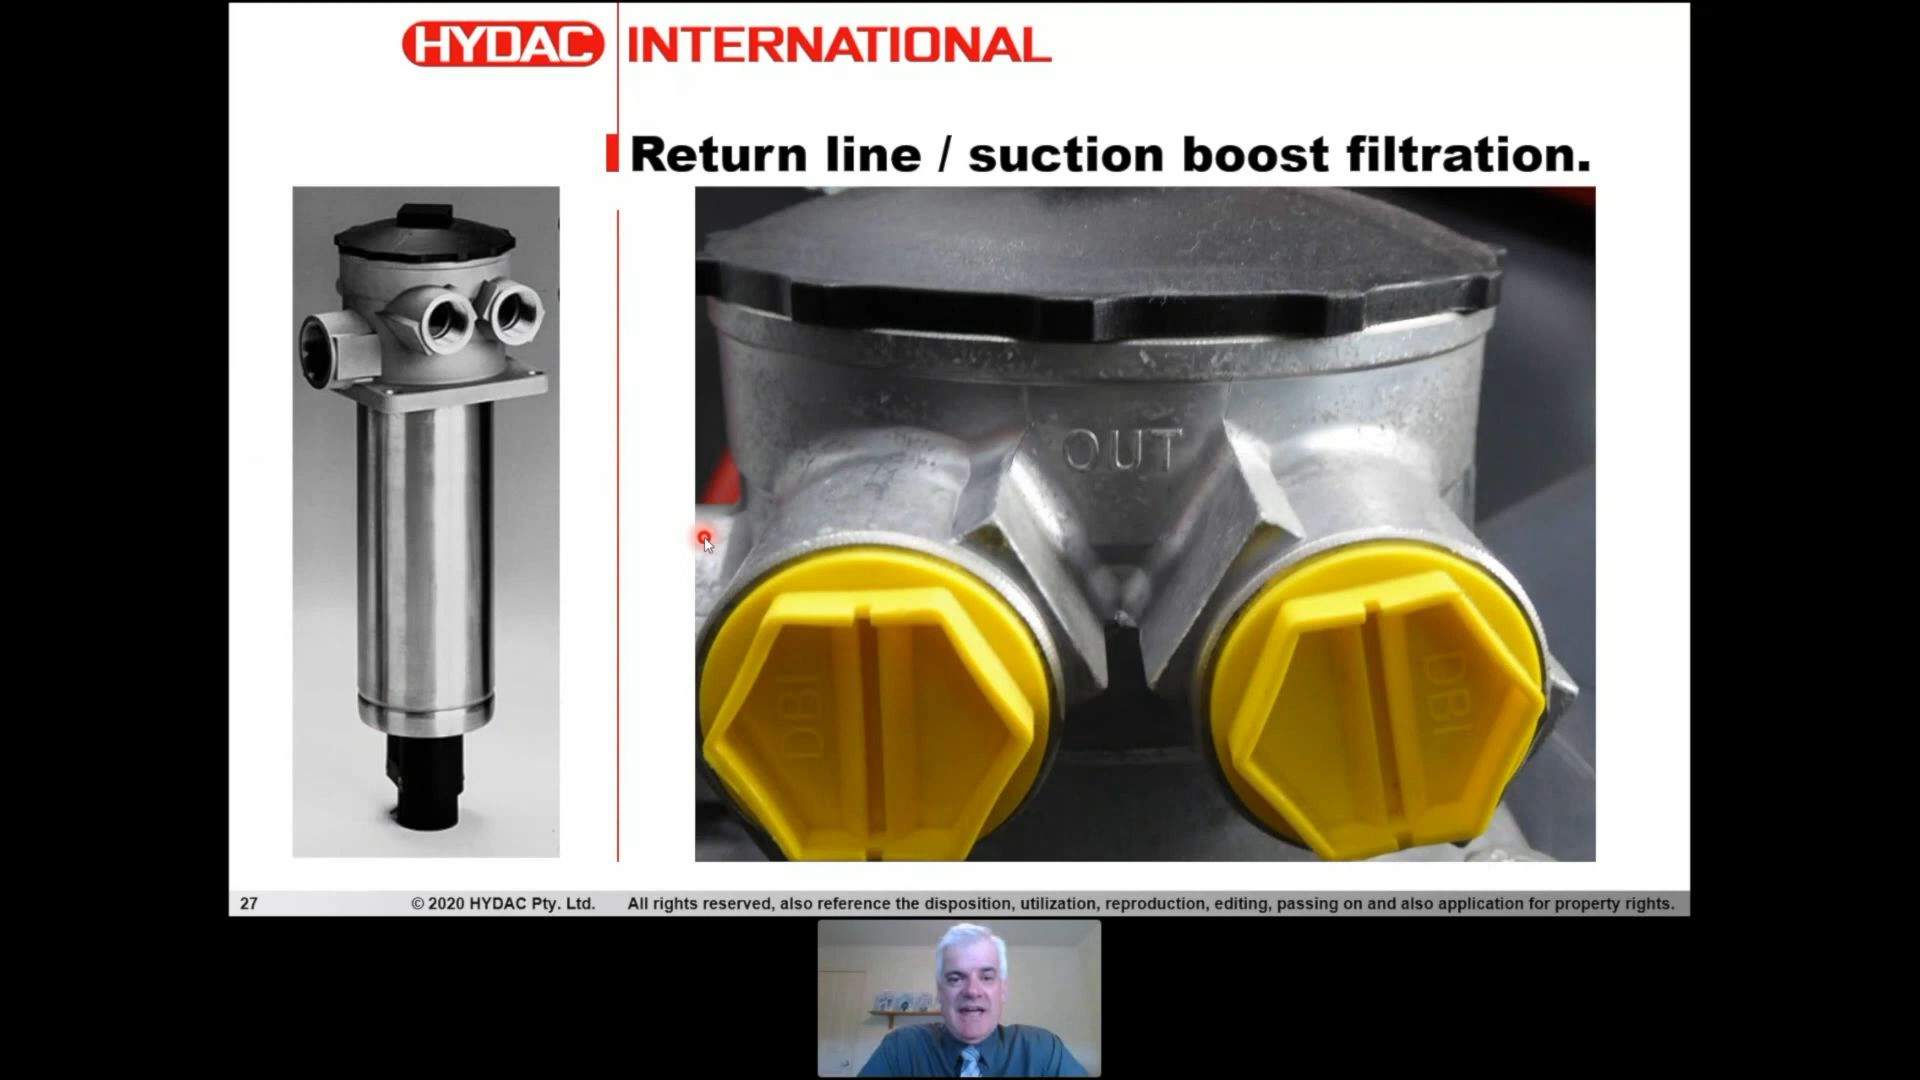 HYDAC INTERNATIONAL
Return line / suction boost filtration.
OUT
DBI
DBI
27 © 2020 HYDAC Pty. Ltd. All rights reserved, also reference the disposition, utilization, reproduction, editing, passing on and also application for property rights.